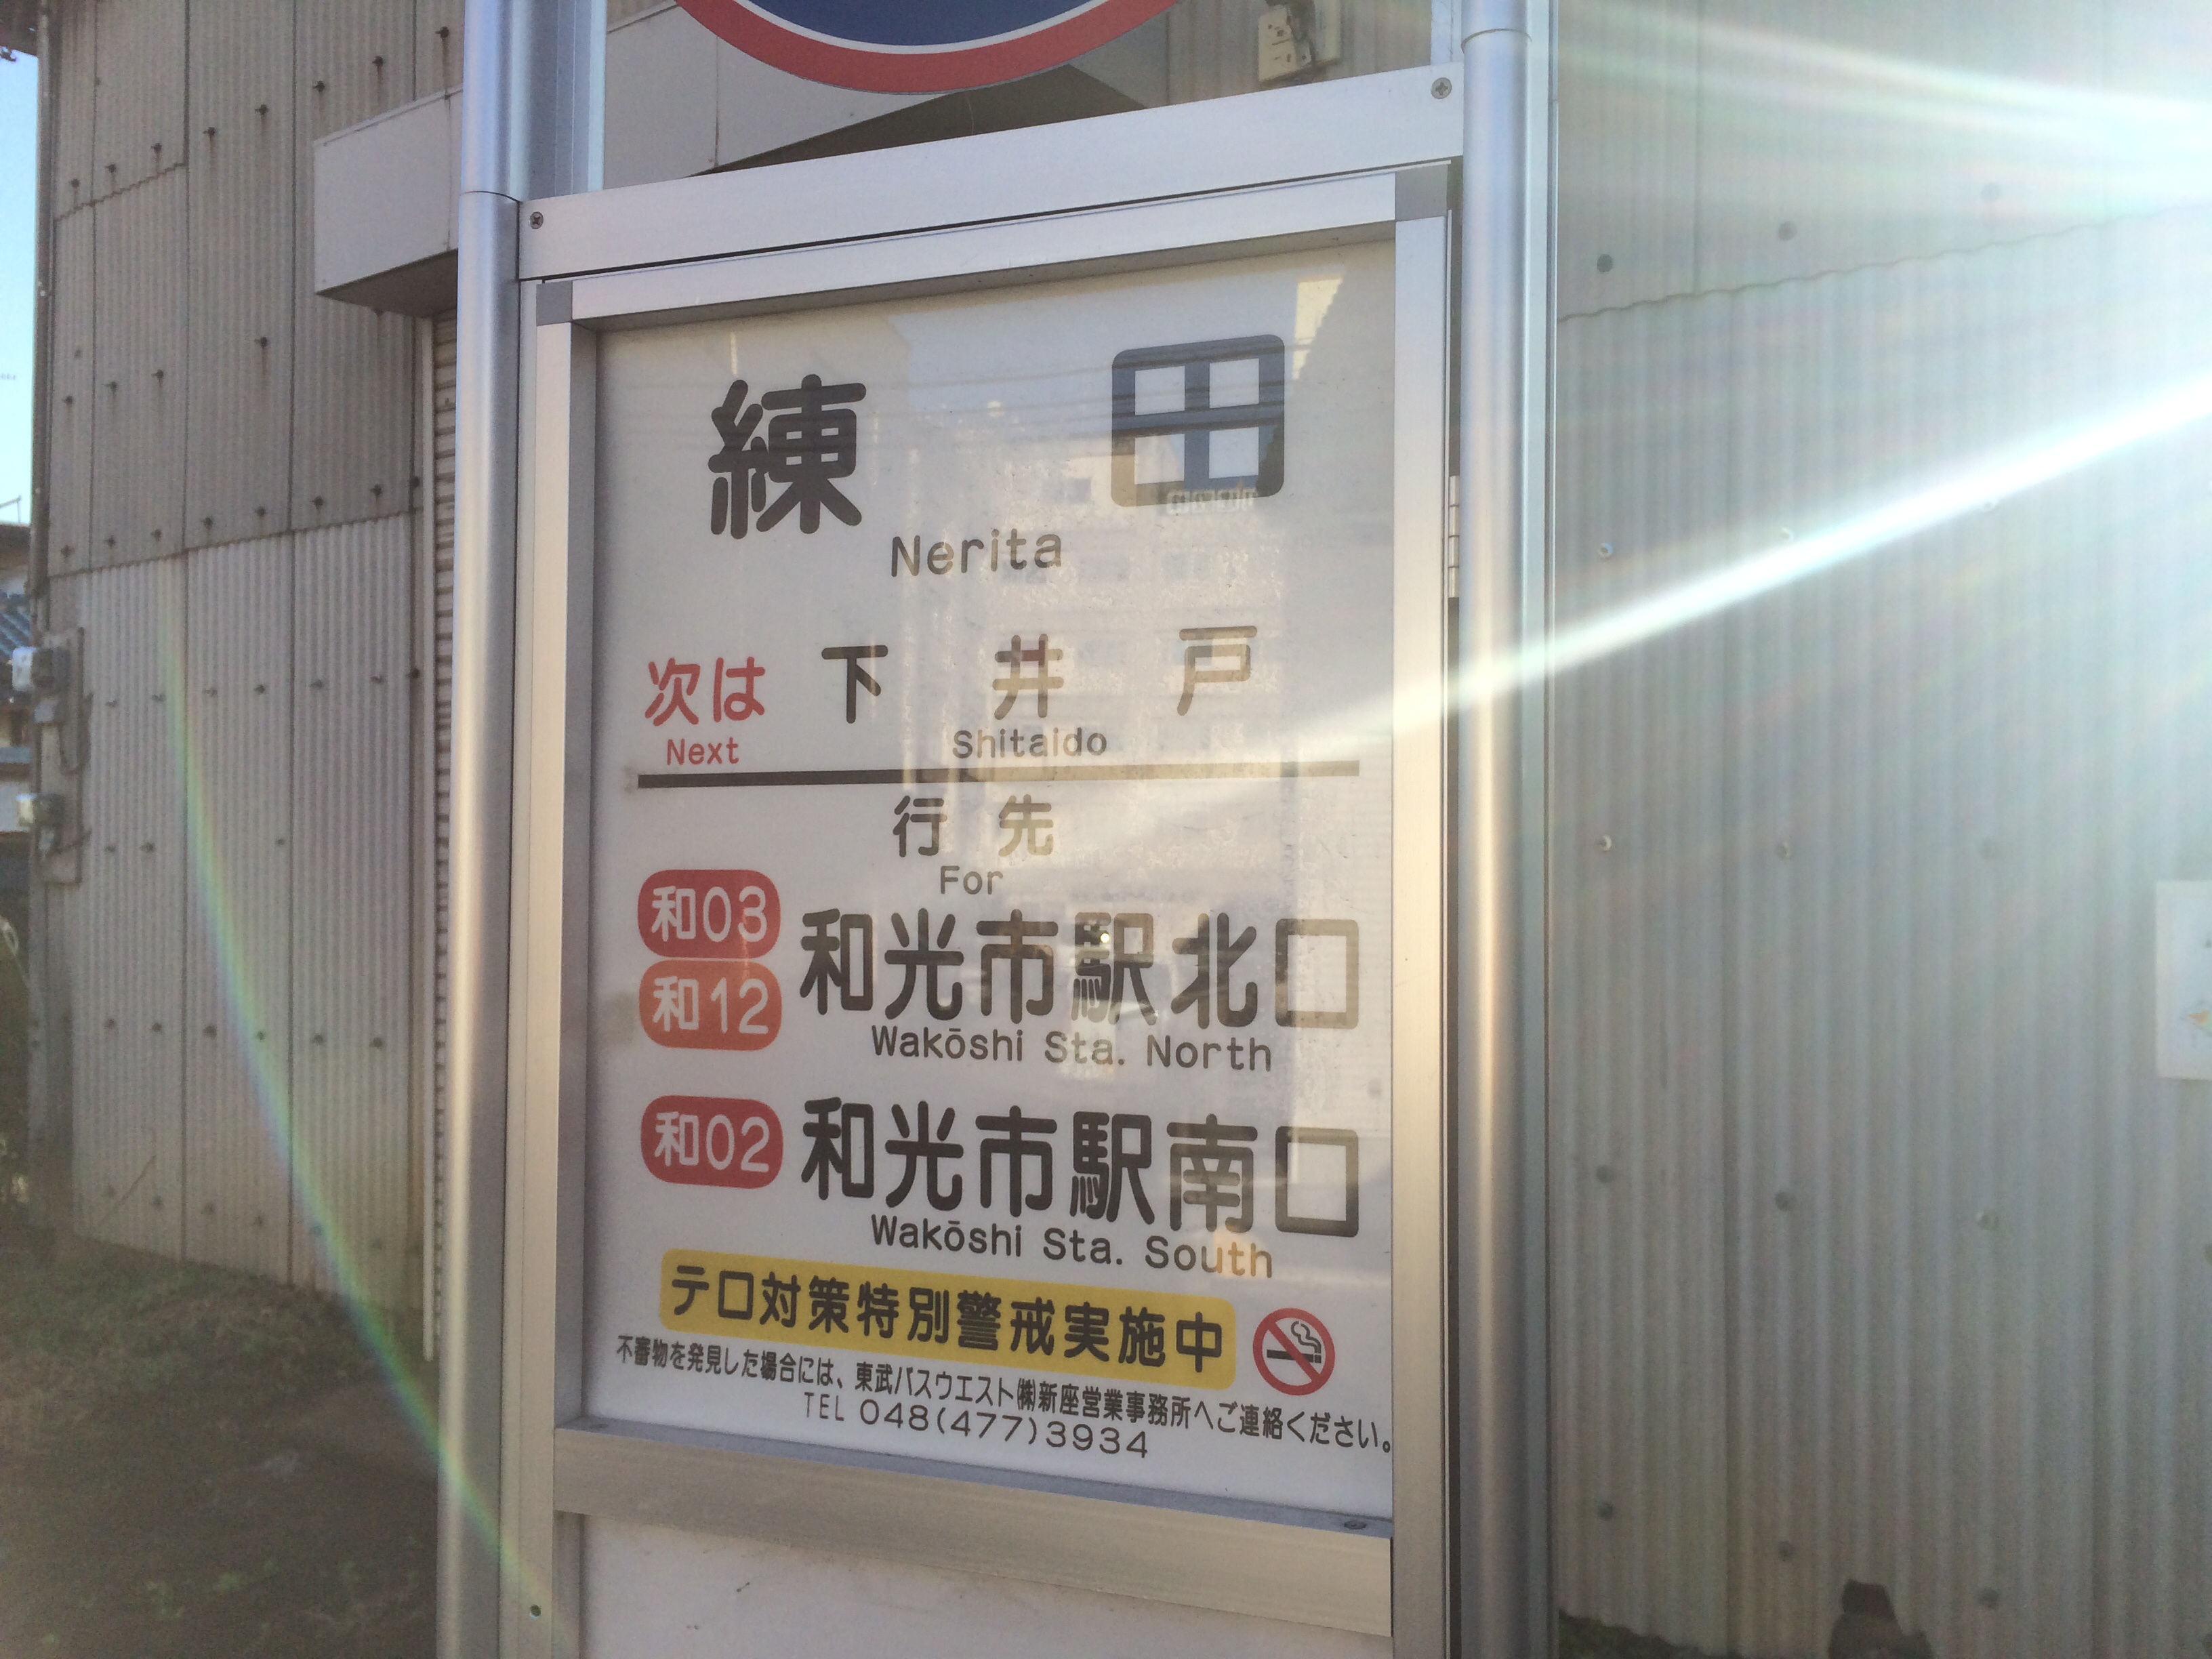 練田
Nerita
次は 下井戸
Next Shitaido
行先
For
和03
和12
和光市駅北口
Wakōshi Sta. North
和02 和光市駅南口
Wakōshi Sta. South
テロ対策特別警戒実施中
不審物を発見した場合には、東武バスウエスト㈱新座営業事務所へご連絡ください。
TEL 048(477)3934